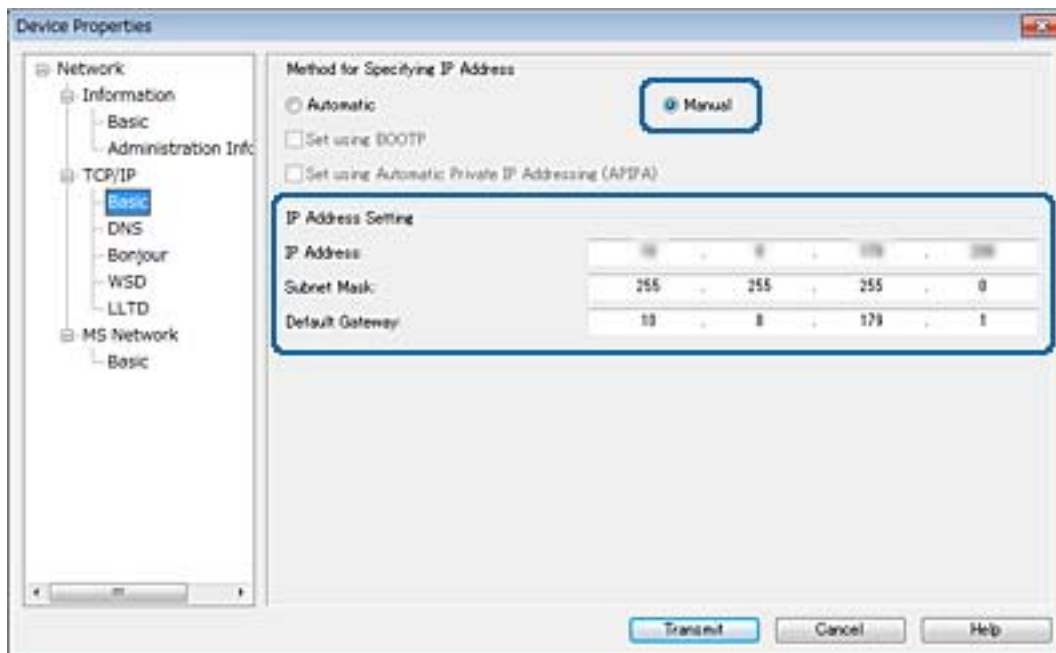 Device Properties
Network
Information
Basic
Administration Infc
TCP/IP
Basic
DNS
Bonjour
WSD
LLTD
MS Network
Basic
Method for Specifying IP Address
Automatic
Manual
Set using BOOTP
Set using Automatic Private IP Addressing (APIPA)
IP Address Setting
IP Address
Subnet Mask: 255 . 255 . 255 . 0
Default Gateway: 10 . 8 . 179 . 1
Transmit Cancel Help